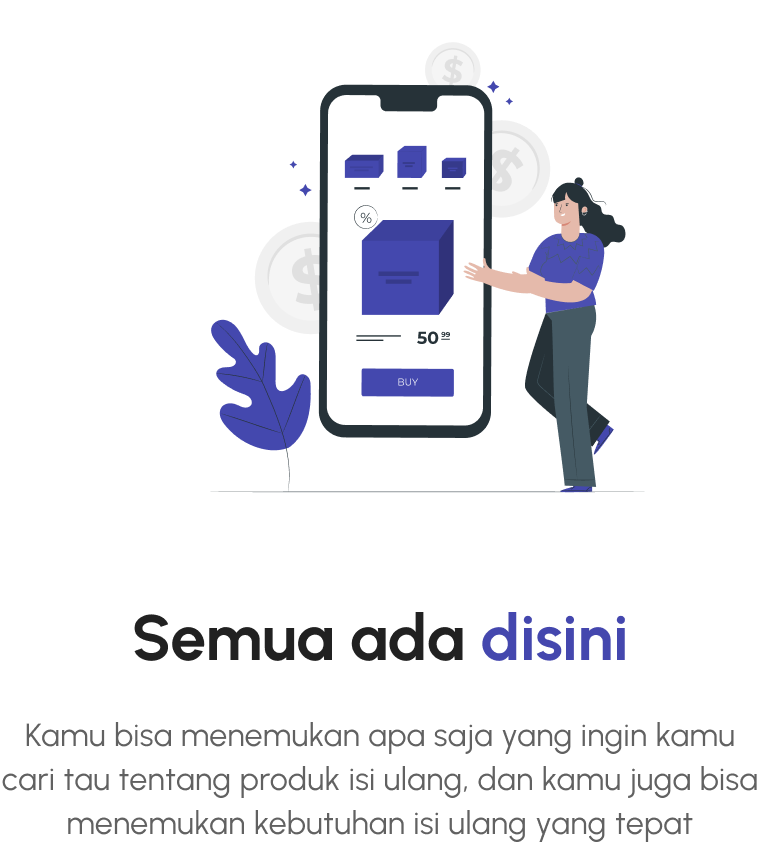 $
$
%
$
50 99
BUY
Semua ada disini
Kamu bisa menemukan apa saja yang ingin kamu
cari tau tentang produk isi ulang, dan kamu juga bisa
menemukan kebutuhan isi ulang yang tepat